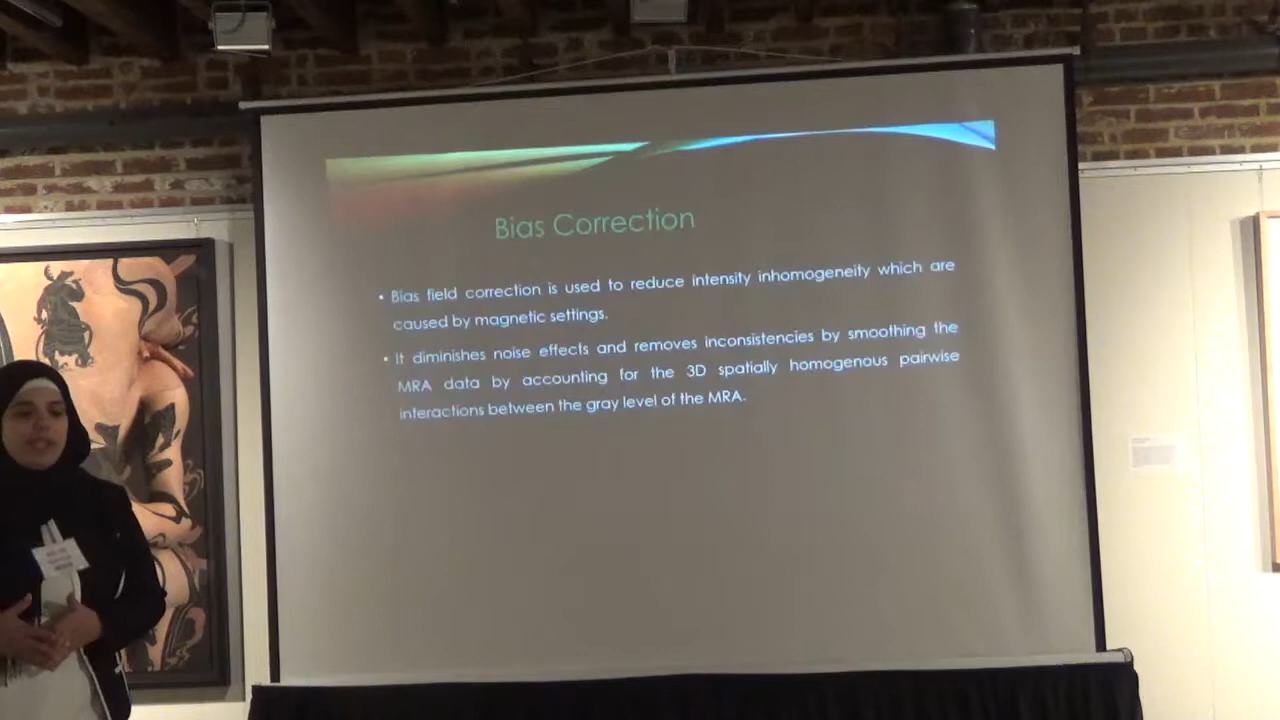 Bias Correction
• Bias field correction is used to reduce intensity inhomogeneity which are
caused by magnetic settings.
• It diminishes noise effects and removes inconsistencies by smoothing the
MRA data by accounting for the 3D spatially homogenous pairwise
interactions between the gray level of the MRA.